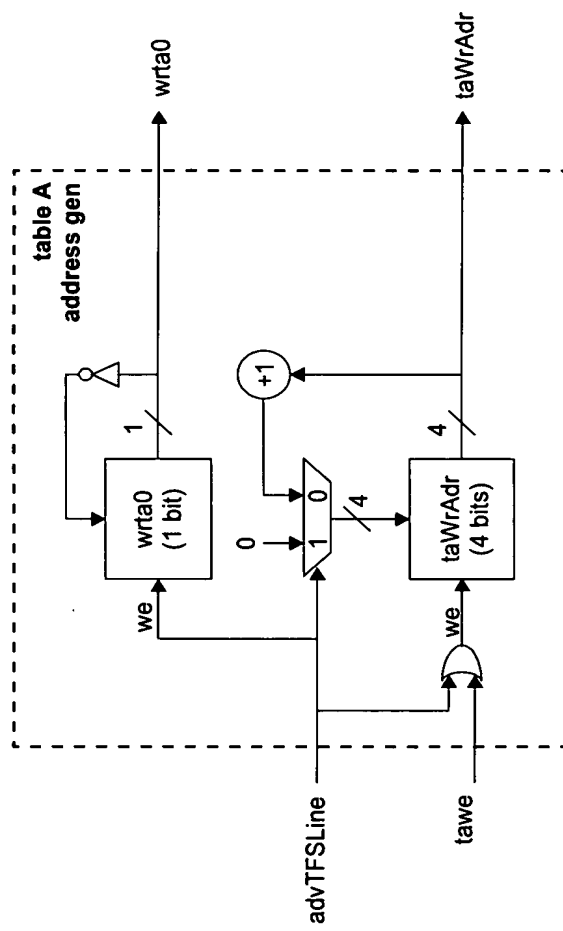 table A
address gen
wrta0
1
we
wrta0
(1 bit)
+1
0
1 0
4
advTFSLine
tawe
we
taWrAdr
(4 bits)
4
taWrAdr